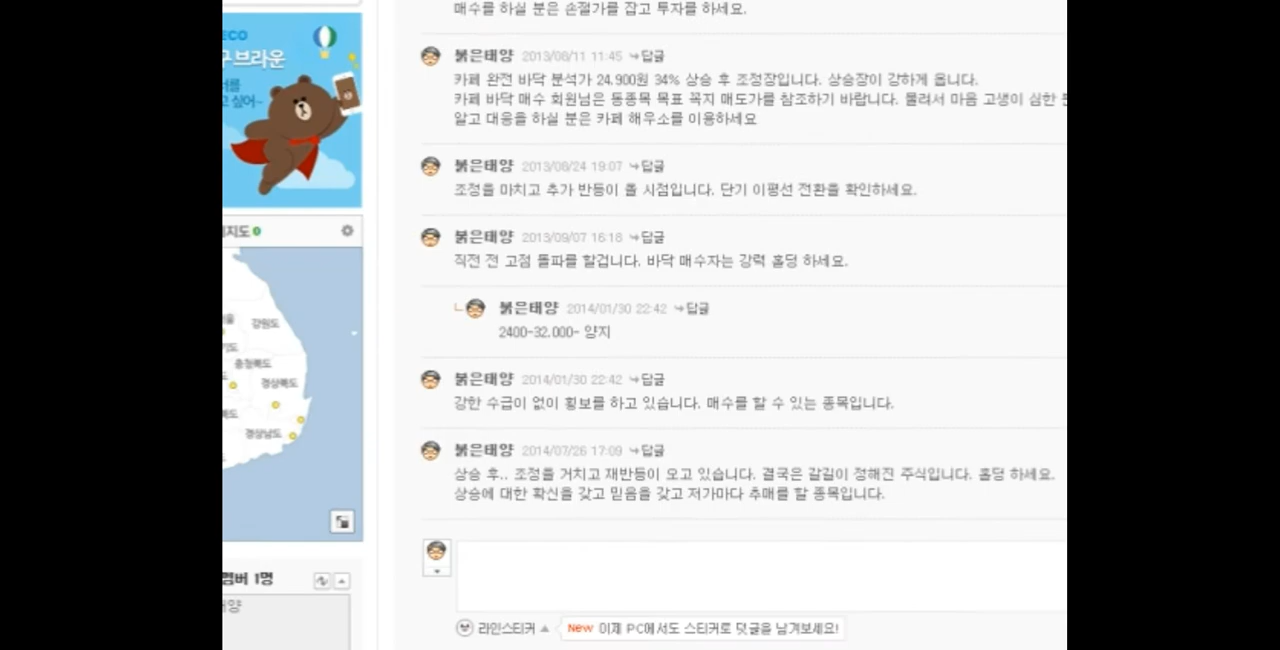 매수를 하실 분은 손절가를 잡고 투자를 하세요.
붉은태양 2013/08/11 11:45 답글
카페 완전 바닥 분석가 24.900원 34% 상승 후 조정장입니다. 상승장이 강하게 옵니다.
카페 바닥 매수 회원님은 동종목 목표 꼭지 매도가를 참조하기 바랍니다. 물려서 마음 고생이 심한
알고 대응을 하실 분은 카페 해우소를 이용하세요
붉은태양 2013/08/24 19:07 답글
조정을 마치고 추가 반등이 올 시점입니다. 단기 이평선 전환을 확인하세요.
붉은태양 2013/09/07 16:18 답글
직전 전 고점 돌파를 할겁니다. 바닥 매수자는 강력 홀딩 하세요.
붉은태양 2014/01/30 22:42 답글
2400-32.000- 양지
붉은태양 2014/01/30 22:42 답글
강한 수급이 없이 횡보를 하고 있습니다. 매수를 할 수 있는 종목입니다.
붉은태양 2014/07/26 17:09 답글
상승 후.. 조정을 거치고 재반등이 오고 있습니다. 결국은 갈길이 정해진 주식입니다. 홀딩 하세요.
상승에 대한 확신을 갖고 믿음을 갖고 저가마다 추매를 할 종목입니다.
라인스티커 New 이제 PC에서도 스티커로 덧글을 남겨보세요!
ECO
구 브라운
를
고 싶어~
지도
강원도
충청북도
경상북도
경상남도
멤버 1명
양